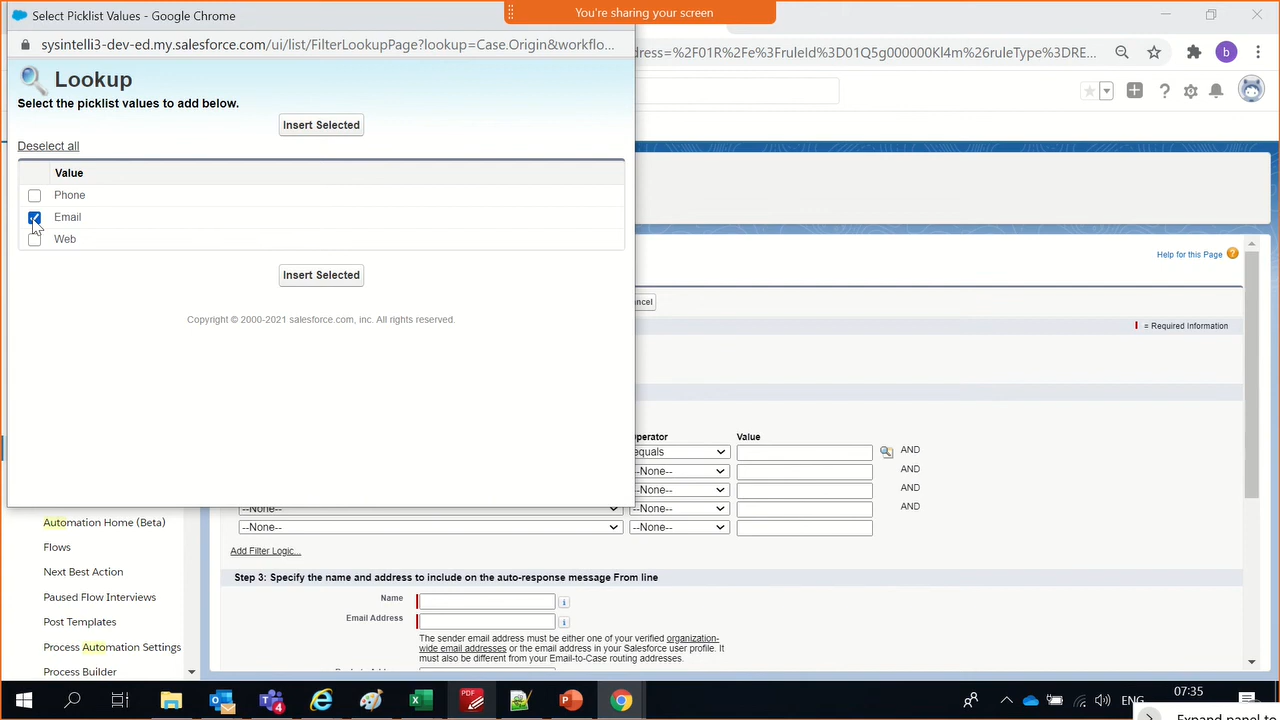 Select Picklist Values - Google Chrome
You're sharing your screen
sysintelli3-dev-ed.my.salesforce.com/ui/list/FilterLookupPage?lookup=Case.Origin&workflo...
dress=%2F01R%2Fe%3FruleId%3D01Q5g000000Kl4m%26ruleType%3DRE...
b
Lookup
Select the picklist values to add below.
Insert Selected
Deselect all
Value
Phone
Email
Web
Insert Selected
Copyright © 2000-2021 salesforce.com, inc. All rights reserved.
Help for this Page
ncel
= Required Information
Operator Value
equals AND
--None-- AND
--None-- AND
--None-- --None-- AND
--None-- --None--
Add Filter Logic...
Step 3: Specify the name and address to include on the auto-response message From line
Name
Email Address
The sender email address must be either one of your verified organization-
wide email addresses or the email address in your Salesforce user profile. It
must also be different from your Email-to-Case routing addresses.
Automation Home (Beta)
Flows
Next Best Action
Paused Flow Interviews
Post Templates
Process Automation Settings
Process Builder
ENG
07:35
Expand panel to